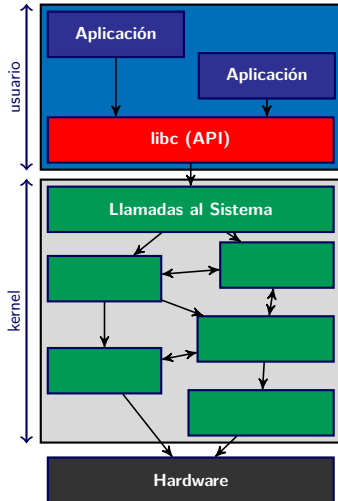 usuario
Aplicación
Aplicación
libc (API)
kernel
Llamadas al Sistema
Hardware